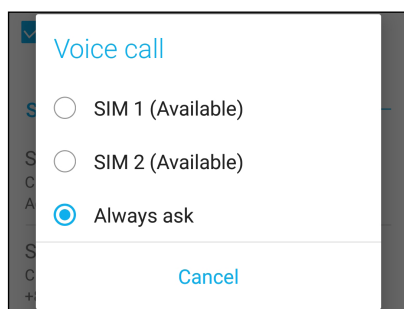 Voice call
SIM 1 (Available)
SIM 2 (Available)
Always ask
Cancel